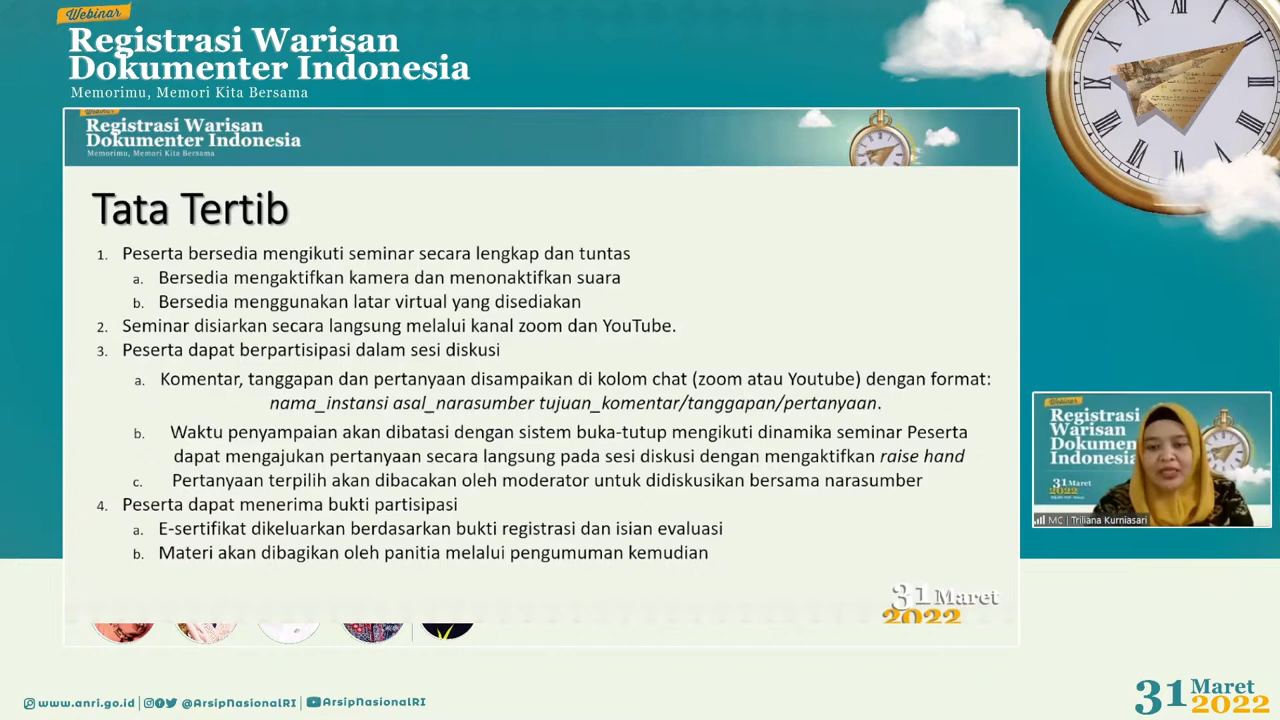 Webinar
Registrasi Warisan
Dokumenter Indonesia
Memorimu, Memori Kita Bersama
Webinar
Registrasi Warisan
Dokumenter Indonesia
Memorimu, Memori Kita Bersama
Tata Tertib
1. Peserta bersedia mengikuti seminar secara lengkap dan tuntas
a. Bersedia mengaktifkan kamera dan menonaktifkan suara
b. Bersedia menggunakan latar virtual yang disediakan
2. Seminar disiarkan secara langsung melalui kanal zoom dan YouTube.
3. Peserta dapat berpartisipasi dalam sesi diskusi
a. Komentar, tanggapan dan pertanyaan disampaikan di kolom chat (zoom atau Youtube) dengan format:
nama_instansi asal_narasumber tujuan_komentar/tanggapan/pertanyaan.
b. Waktu penyampaian akan dibatasi dengan sistem buka-tutup mengikuti dinamika seminar Peserta
dapat mengajukan pertanyaan secara langsung pada sesi diskusi dengan mengaktifkan raise hand
c. Pertanyaan terpilih akan dibacakan oleh moderator untuk didiskusikan bersama narasumber
4. Peserta dapat menerima bukti partisipasi
a. E-sertifikat dikeluarkan berdasarkan bukti registrasi dan isian evaluasi
b. Materi akan dibagikan oleh panitia melalui pengumuman kemudian
31 Maret
2022
Registrasi
Warisan
Dokumen
Indonesia
31 Maret
2022
MC | Triliana Kurniasari
www.anri.go.id | @ArsipNasionalRI | ArsipNasionalRI
31 Maret
2022